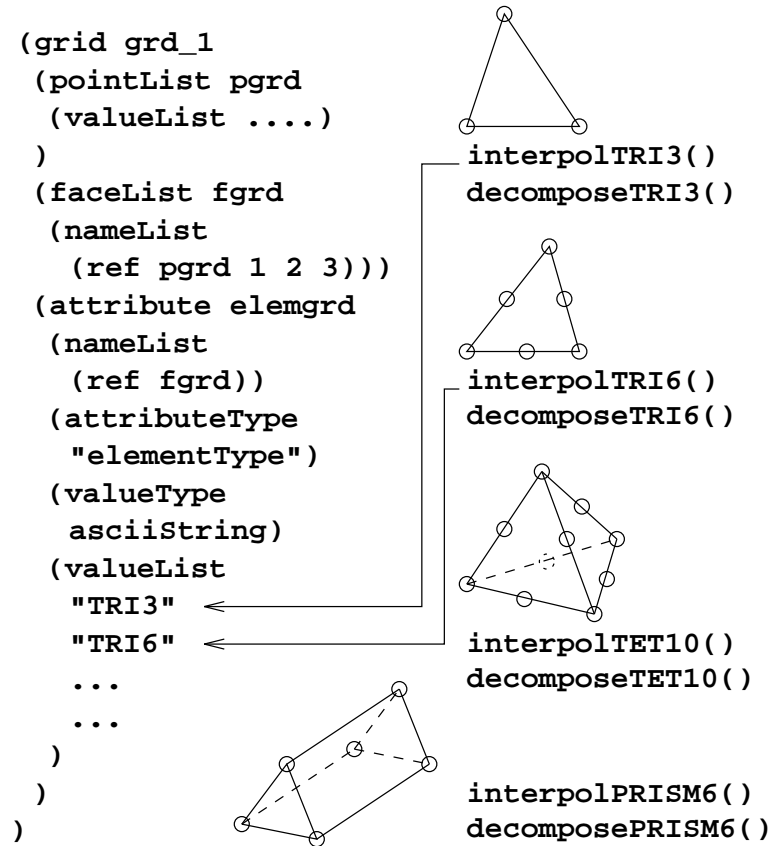 (grid grd_1
(pointList pgrd
(valueList ....)
)
(faceList fgrd
(nameList
(ref pgrd 1 2 3)))
(attribute elemgrd
(nameList
(ref fgrd))
(attributeType
"elementType")
(valueType
asciiString)
(valueList
"TRI3"
"TRI6"
...
...
)
)
)
interpolTRI3()
decomposeTRI3()
interpolTRI6()
decomposeTRI6()
interpolTET10()
decomposeTET10()
interpolPRISM6()
decomposePRISM6()